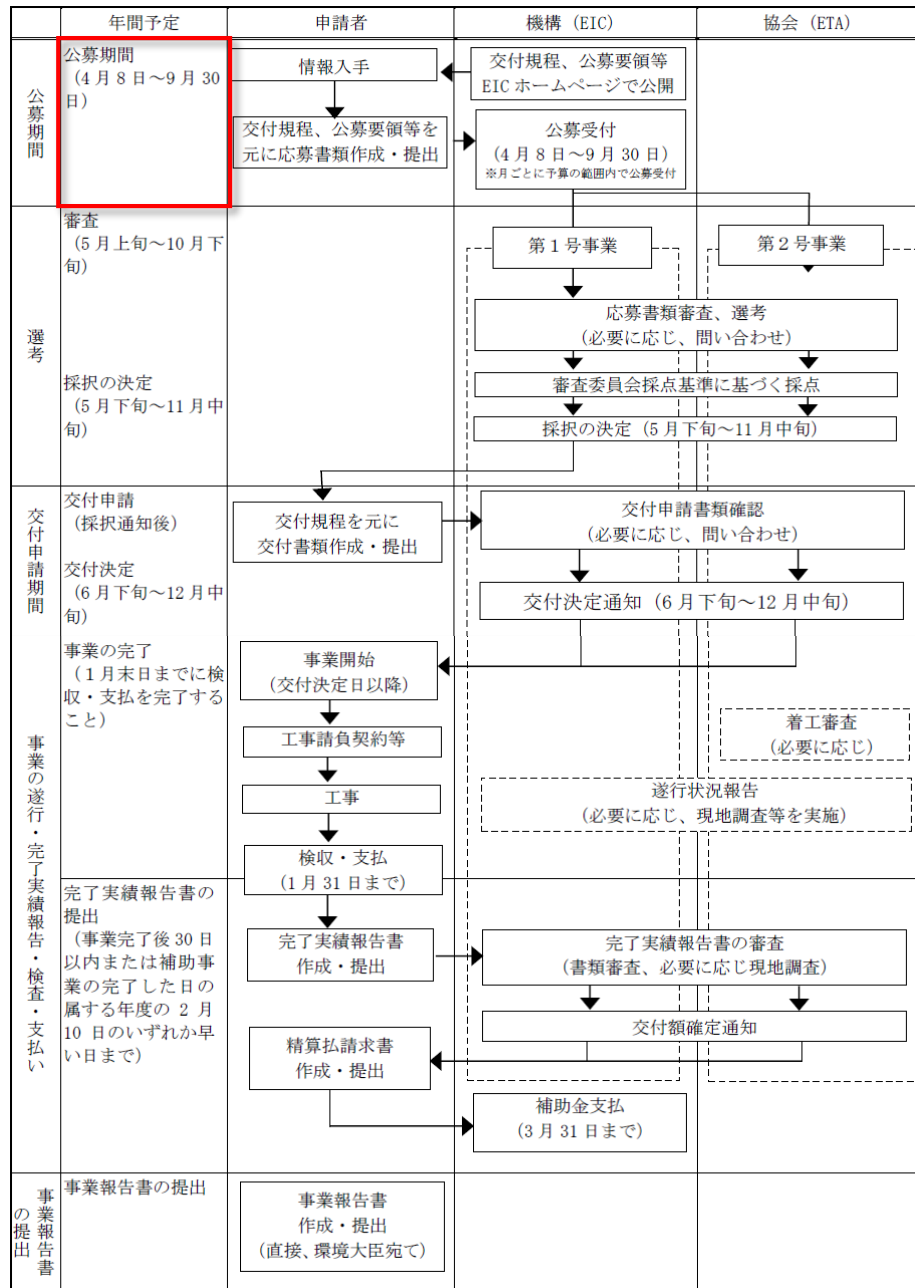 年間予定
申請者
機構（EIC）
協会（ETA）
公募期間
公募期間
（4月8日～9月30
日）
情報入手
交付規程、公募要領等
EICホームページで公開
交付規程、公募要領等を
元に応募書類作成・提出
公募受付
（4月8日～9月30日）
※月ごとに予算の範囲内で公募受付
選考
審査
（5月上旬～10月下
旬）
第1号事業
第2号事業
応募書類審査、選考
（必要に応じ、問い合わせ）
採択の決定
（5月下旬～11月中
旬）
審査委員会採点基準に基づく採点
採択の決定（5月下旬～11月中旬）
交付申請期間
交付申請
（採択通知後）
交付規程を元に
交付書類作成・提出
交付申請書類確認
（必要に応じ、問い合わせ）
交付決定
（6月下旬～12月中
旬）
交付決定通知（6月下旬～12月中旬）
事業の遂行・完了実績報告・検査・支払い
事業の完了
（1月末日までに検
収・支払を完了する
こと）
事業開始
（交付決定日以降）
工事請負契約等
着工審査
（必要に応じ）
工事
遂行状況報告
（必要に応じ、現地調査等を実施）
検収・支払
（1月31日まで）
完了実績報告書の
提出
（事業完了後30日
以内または補助事
業の完了した日の
属する年度の 2月
10 日のいずれか早
い日まで）
完了実績報告書
作成・提出
完了実績報告書の審査
（書類審査、必要に応じ現地調査）
交付額確定通知
精算払請求書
作成・提出
補助金支払
（3月31日まで）
事業報告書
の提出
事業報告書の提出
事業報告書
作成・提出
（直接、環境大臣宛て）